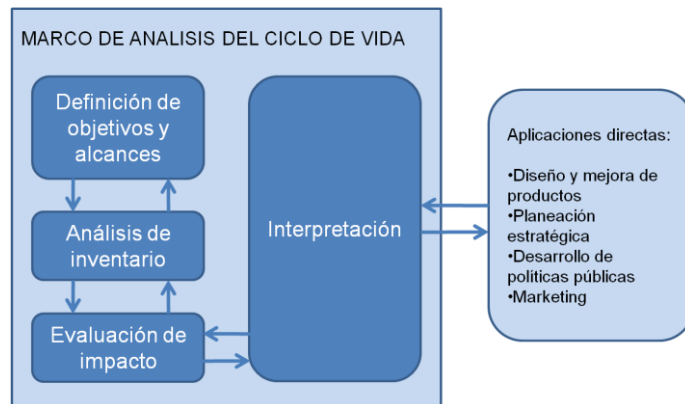 MARCO DE ANALISIS DEL CICLO DE VIDA
Definición de
objetivos y
alcances
Análisis de
inventario
Evaluación de
impacto
Interpretación
Aplicaciones directas:
•Diseño y mejora de
productos
•Planeación
estratégica
•Desarrollo de
políticas públicas
•Marketing